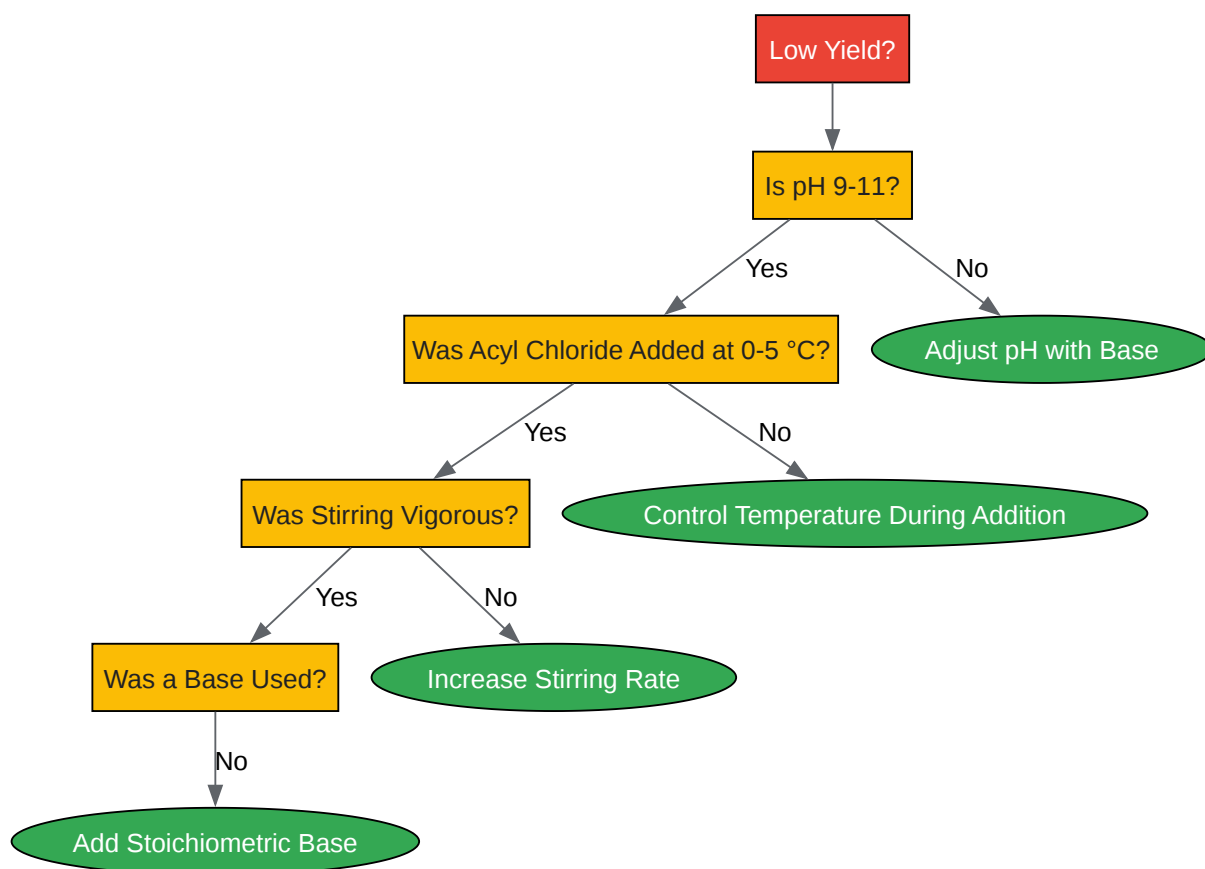 Low Yield?
Is pH 9-11?
Yes
No
Was Acyl Chloride Added at 0-5 °C?
Adjust pH with Base
Yes
No
Was Stirring Vigorous?
Control Temperature During Addition
Yes
No
Was a Base Used?
Increase Stirring Rate
No
Add Stoichiometric Base